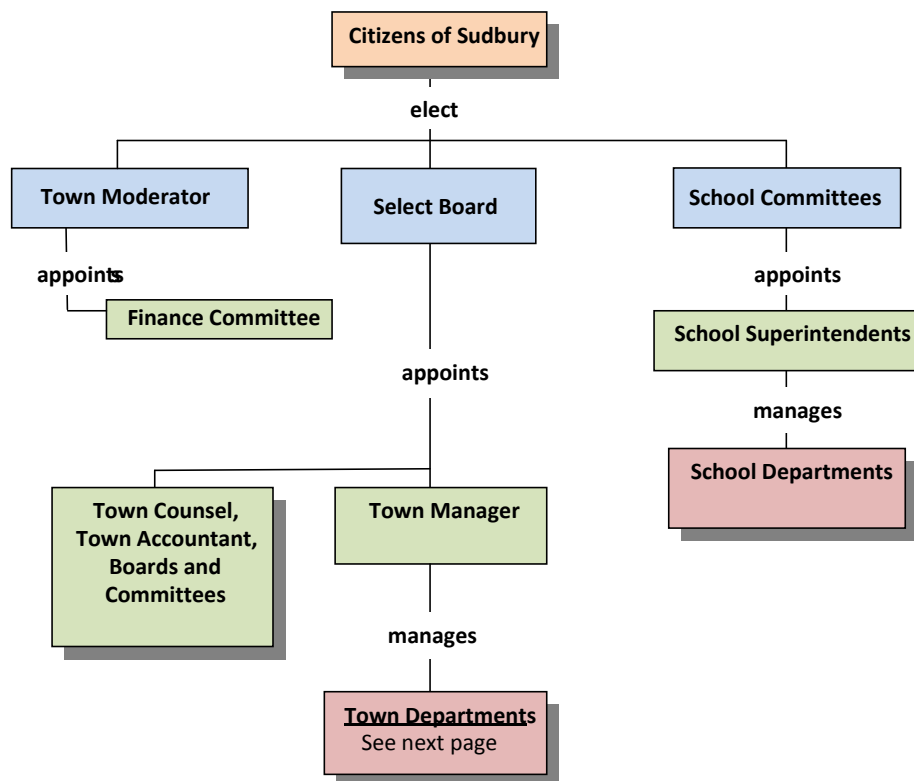 Citizens of Sudbury
elect
Town Moderator
Select Board
School Committees
appoints
Finance Committee
appoints
School Superintendents
appoints
manages
School Departments
Town Counsel,
Town Accountant,
Boards and
Committees
Town Manager
manages
Town Departments
See next page